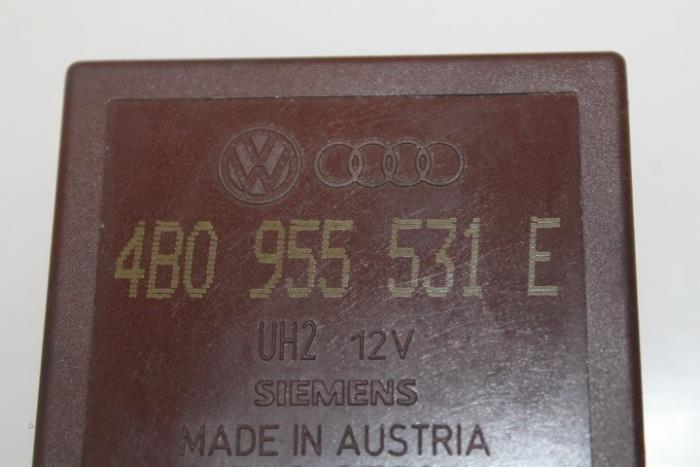 4B0 955 531 E
UH2 12V
SIEMENS
MADE IN AUSTRIA